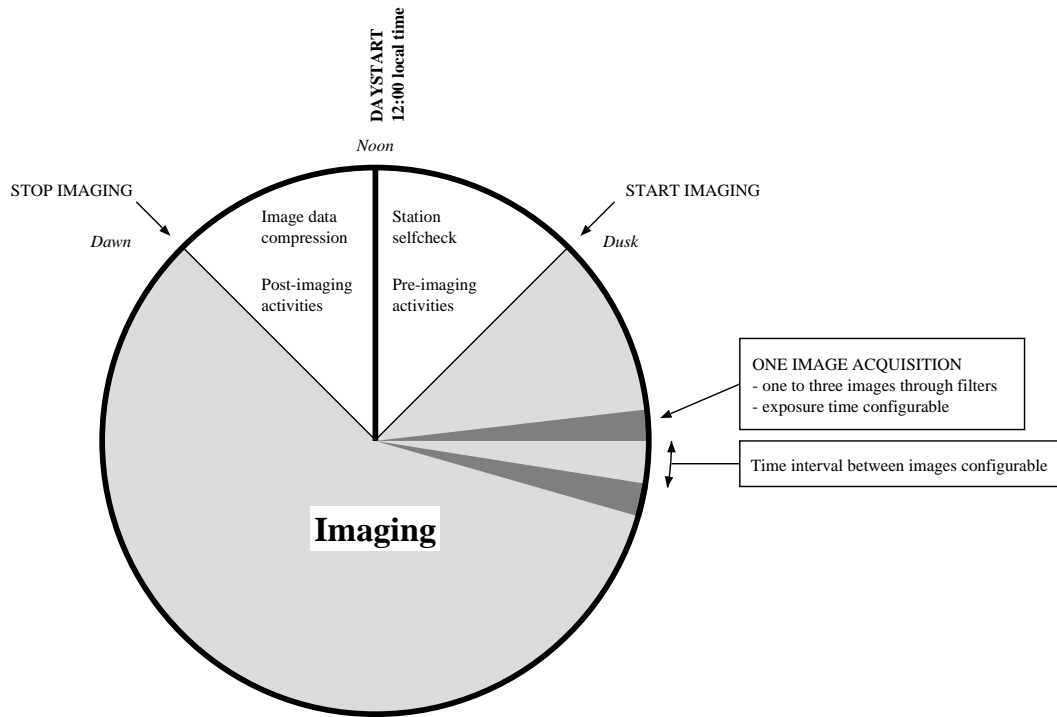 DAYSTART
12:00 local time
Noon
STOP IMAGING
START IMAGING
Dawn
Dusk
Image data
compression
Station
selfcheck
Post-imaging
activities
Pre-imaging
activities
ONE IMAGE ACQUISITION
- one to three images through filters
- exposure time configurable
Time interval between images configurable
Imaging